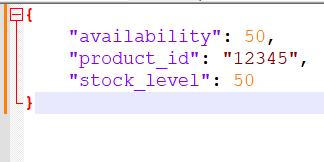 {
"availability": 50,
"product_id": "12345",
"stock_level": 50
}